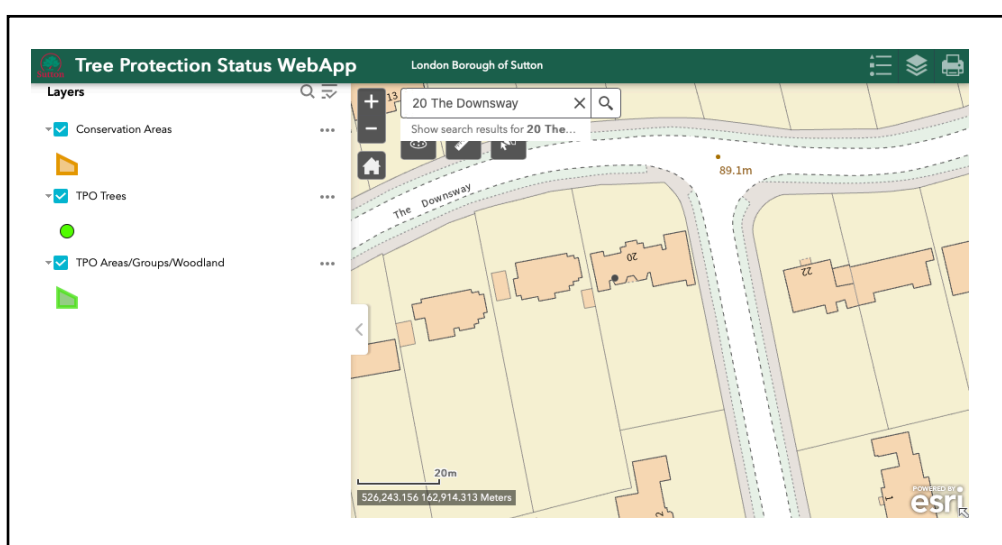 Tree Protection Status WebApp
London Borough of Sutton
Layers
Conservation Areas
TPO Trees
TPO Areas/Groups/Woodland
20 The Downsway
Show search results for 20 The...
13
89.1m
The Downsway
20
22
20m
526,243.156 162,914.313 Meters
2
1
POWERED BY
esri